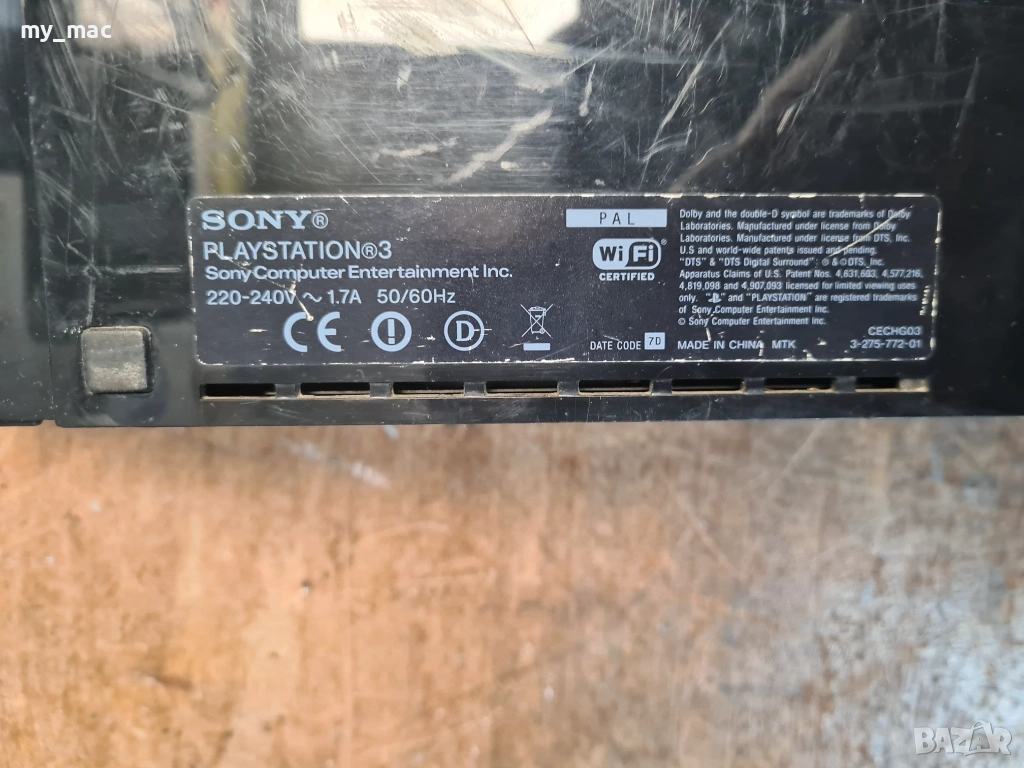 my_mac
SONY®
PLAYSTATION®3
Sony Computer Entertainment Inc.
220-240V ~ 1.7A 50/60Hz
CE
D
PAL
Wi Fi
CERTIFIED
DATE CODE 7D
Dolby and the double-D symbol are trademarks of Dolby
Laboratories. Manufactured under license from Dolby
Laboratories. Manufactured under license from DTS, Inc.
U.S and world-wide patents issued and pending.
"DTS" & "DTS Digital Surround" : ® & ©DTS, Inc.
Apparatus Claims of U.S. Patent Nos. 4,631,603, 4,577,216,
4,819,098 and 4,907,093 licensed for limited viewing uses
only. " " and "PLAYSTATION" are registered trademarks
of Sony Computer Entertainment Inc.
© Sony Computer Entertainment Inc.
CECHG03
MADE IN CHINA MTK 3-275-772-01
BAZAR